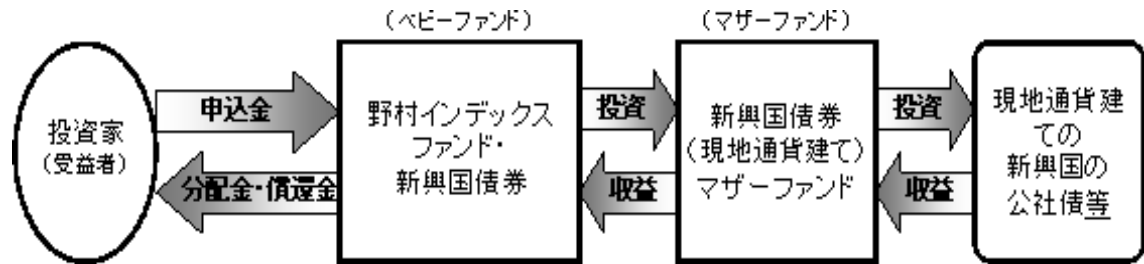 (ベビーファンド)
(マザーファンド)
投資家
(受益者)
申込金
分配金・償還金
野村インデックス
ファンド・
新興国債券
投資
収益
新興国債券
(現地通貨建て)
マザーファンド
投資
収益
現地通貨建
ての
新興国の
公社債等